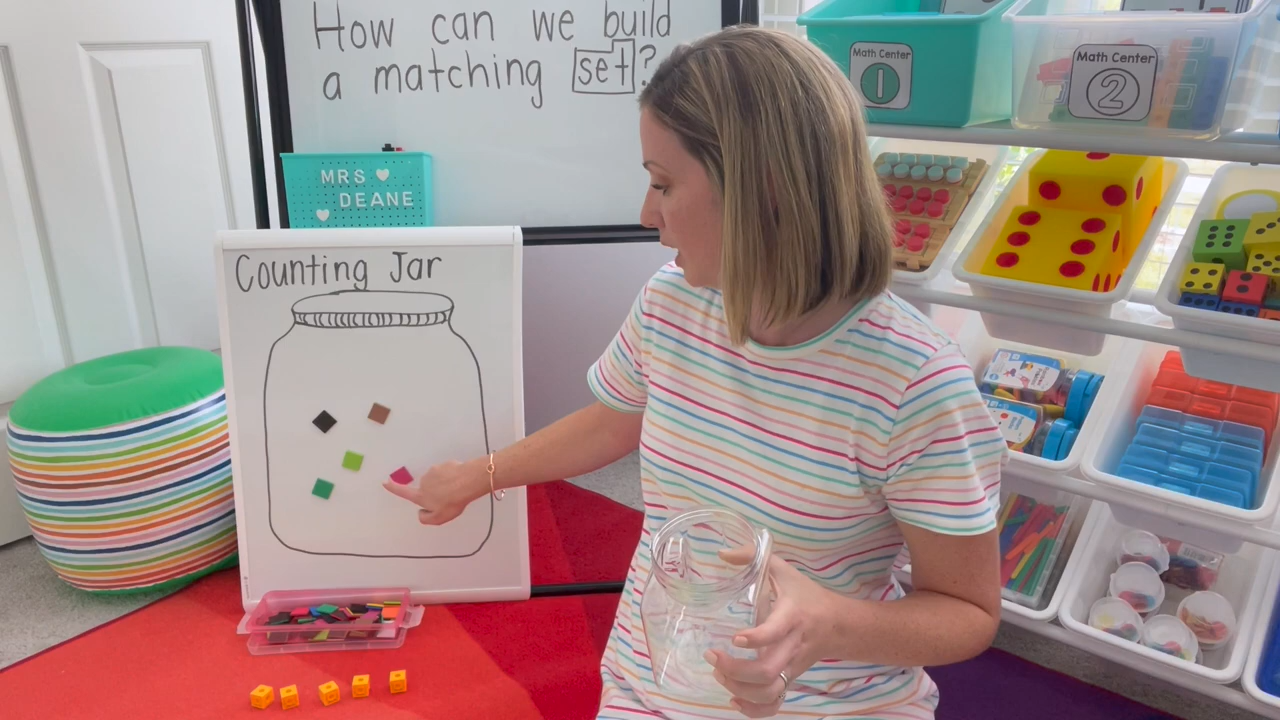 How can we build
a matching set?
MRS
DEANE
Counting Jar
Math Center
1
Math Center
2